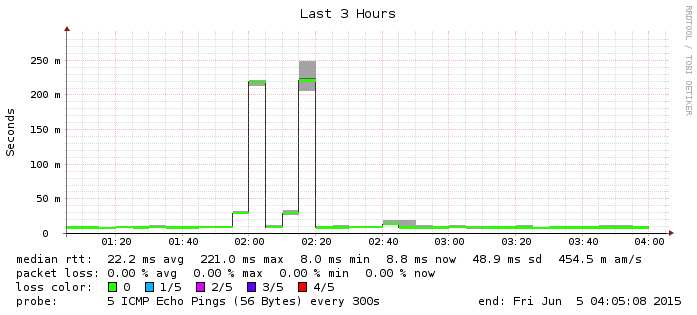 Last 3 Hours
RRDTOOL / TOBI OETIKER
Seconds
250 m
200 m
150 m
100 m
50 m
0
01:20 01:40 02:00 02:20 02:40 03:00 03:20 03:40 04:00
median rtt: 22.2 ms avg 221.0 ms max 8.0 ms min 8.8 ms now 48.9 ms sd 454.5 m am/s
packet loss: 0.00 % avg 0.00 % max 0.00 % min 0.00 % now
loss color: 0 1/5 2/5 3/5 4/5
probe: 5 ICMP Echo Pings (56 Bytes) every 300s end: Fri Jun 5 04:05:08 2015